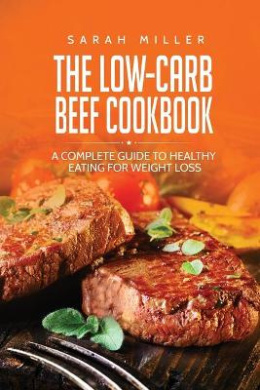 SARAH MILLER
THE LOW-CARB
BEEF COOKBOOK
A COMPLETE GUIDE TO HEALTHY
EATING FOR WEIGHT LOSS